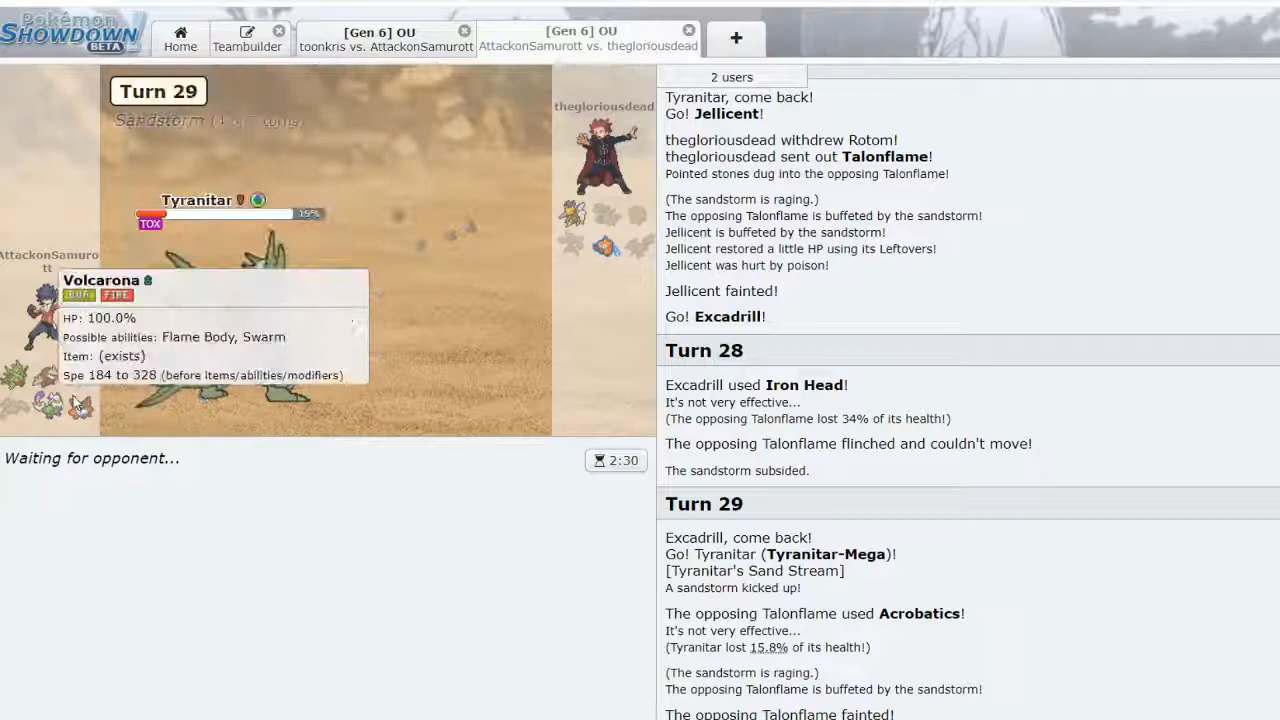 Pokémon
SHOWDOWN
BETA
Home
Teambuilder
[Gen 6] OU
toonkris vs. AttackonSamurott
[Gen 6] OU
AttackonSamurott vs. thegloriousdead
+
Turn 29
thegloriousdead
Tyranitar
15%
TOX
AttackonSamuro
tt
Volcarona
BUG FIRE
HP: 100.0%
Possible abilities: Flame Body, Swarm
Item: (exists)
Spe 184 to 328 (before items/abilities/modifiers)
Waiting for opponent...
2:30
2 users
Tyranitar, come back!
Go! Jellicent!
thegloriousdead withdrew Rotom!
thegloriousdead sent out Talonflame!
Pointed stones dug into the opposing Talonflame!
(The sandstorm is raging.)
The opposing Talonflame is buffeted by the sandstorm!
Jellicent is buffeted by the sandstorm!
Jellicent restored a little HP using its Leftovers!
Jellicent was hurt by poison!
Jellicent fainted!
Go! Excadrill!
Turn 28
Excadrill used Iron Head!
It's not very effective...
(The opposing Talonflame lost 34% of its health!)
The opposing Talonflame flinched and couldn't move!
The sandstorm subsided.
Turn 29
Excadrill, come back!
Go! Tyranitar (Tyranitar-Mega)!
[Tyranitar's Sand Stream]
A sandstorm kicked up!
The opposing Talonflame used Acrobatics!
It's not very effective...
(Tyranitar lost 15.8% of its health!)
(The sandstorm is raging.)
The opposing Talonflame is buffeted by the sandstorm!
The opposing Talonflame fainted!